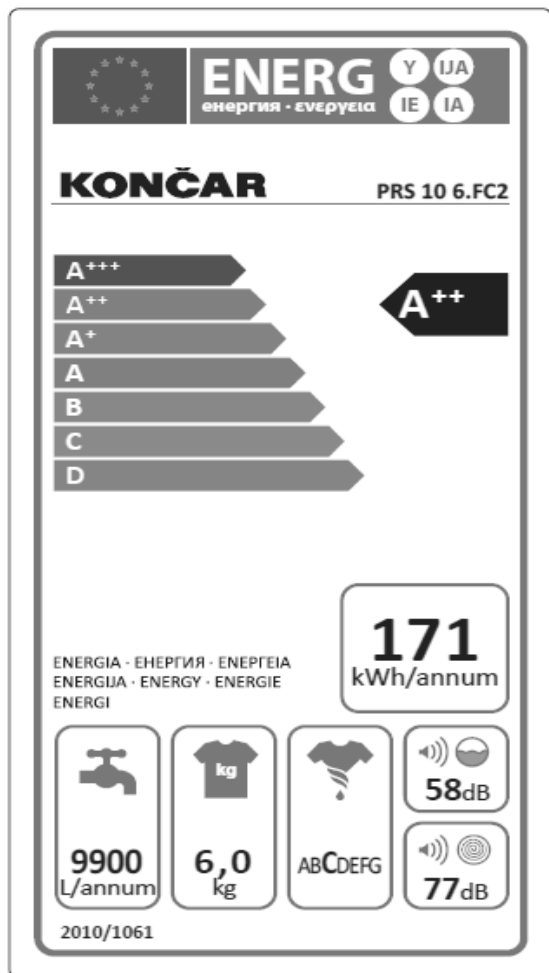 ENERG Y IJA
енергия · ενεργεια IE IA
KONČAR PRS 10 6.FC2
A+++
A++ A++
A+
A
B
C
D
171
kWh/annum
ENERGIA · ЕНЕРГИЯ · ΕΝΕΡΓΕΙΑ
ENERGIJA · ENERGY · ENERGIE
ENERGI
kg
58dB
9900
L/annum
6,0
kg
ABCDEFG
77dB
2010/1061